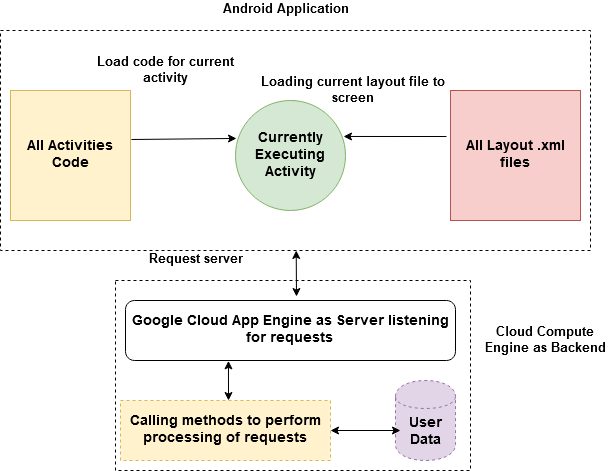 Android Application
Load code for current
activity
Loading current layout file to
screen
All Activities
Code
Currently
Executing
Activity
All Layout .xml
files
Request server
Google Cloud App Engine as Server listening
for requests
Cloud Compute
Engine as Backend
Calling methods to perform
processing of requests
User
Data